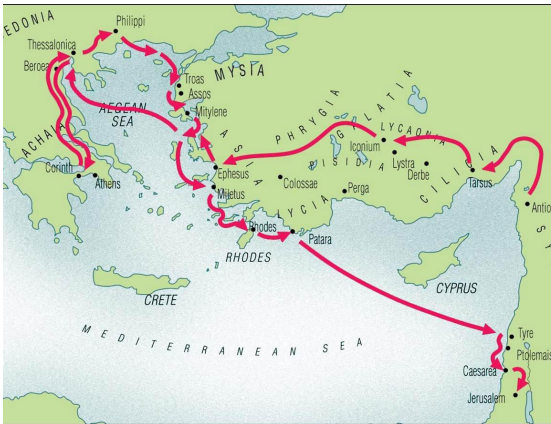 EDONIA
Philippi
Thessalonica
Beroea
MYSIA
Troas
Assos
Mitylene
AEGEAN
SEA
ACHAIA
ASIA
PHRYGIA
GALATIA
LYCAONIA
Iconium
PISIDIA
Lystra
Derbe
CILICIA
Tarsus
Antio
S
Corinth
Athens
Ephesus
Colossae
Perga
Miletus
LYCIA
Rhodes
RHODES
Patara
CYPRUS
CRETE
MEDITERRANEAN SEA
Tyre
Ptolemais
Caesarea
Jerusalem